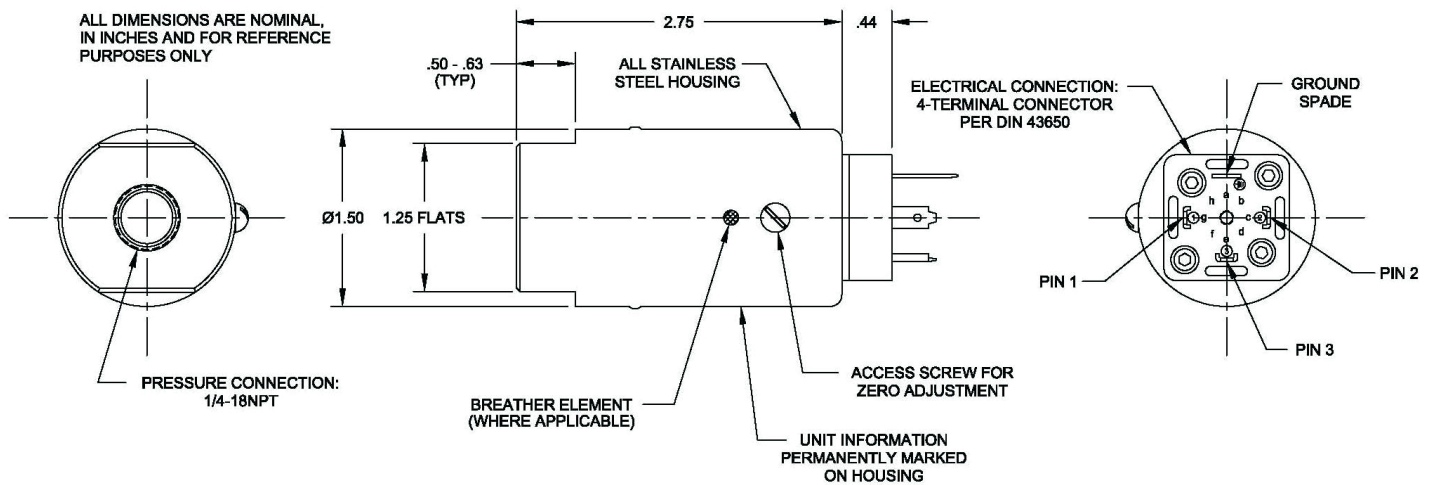 ALL DIMENSIONS ARE NOMINAL,
IN INCHES AND FOR REFERENCE
PURPOSES ONLY
2.75
.44
.50 - .63
(TYP)
ALL STAINLESS
STEEL HOUSING
ELECTRICAL CONNECTION:
4-TERMINAL CONNECTOR
PER DIN 43650
GROUND
SPADE
Ø1.50
1.25 FLATS
a
h b
1 g c 2
f d
e
3
PIN 1
PIN 2
PIN 3
PRESSURE CONNECTION:
1/4-18NPT
BREATHER ELEMENT
(WHERE APPLICABLE)
ACCESS SCREW FOR
ZERO ADJUSTMENT
UNIT INFORMATION
PERMANENTLY MARKED
ON HOUSING